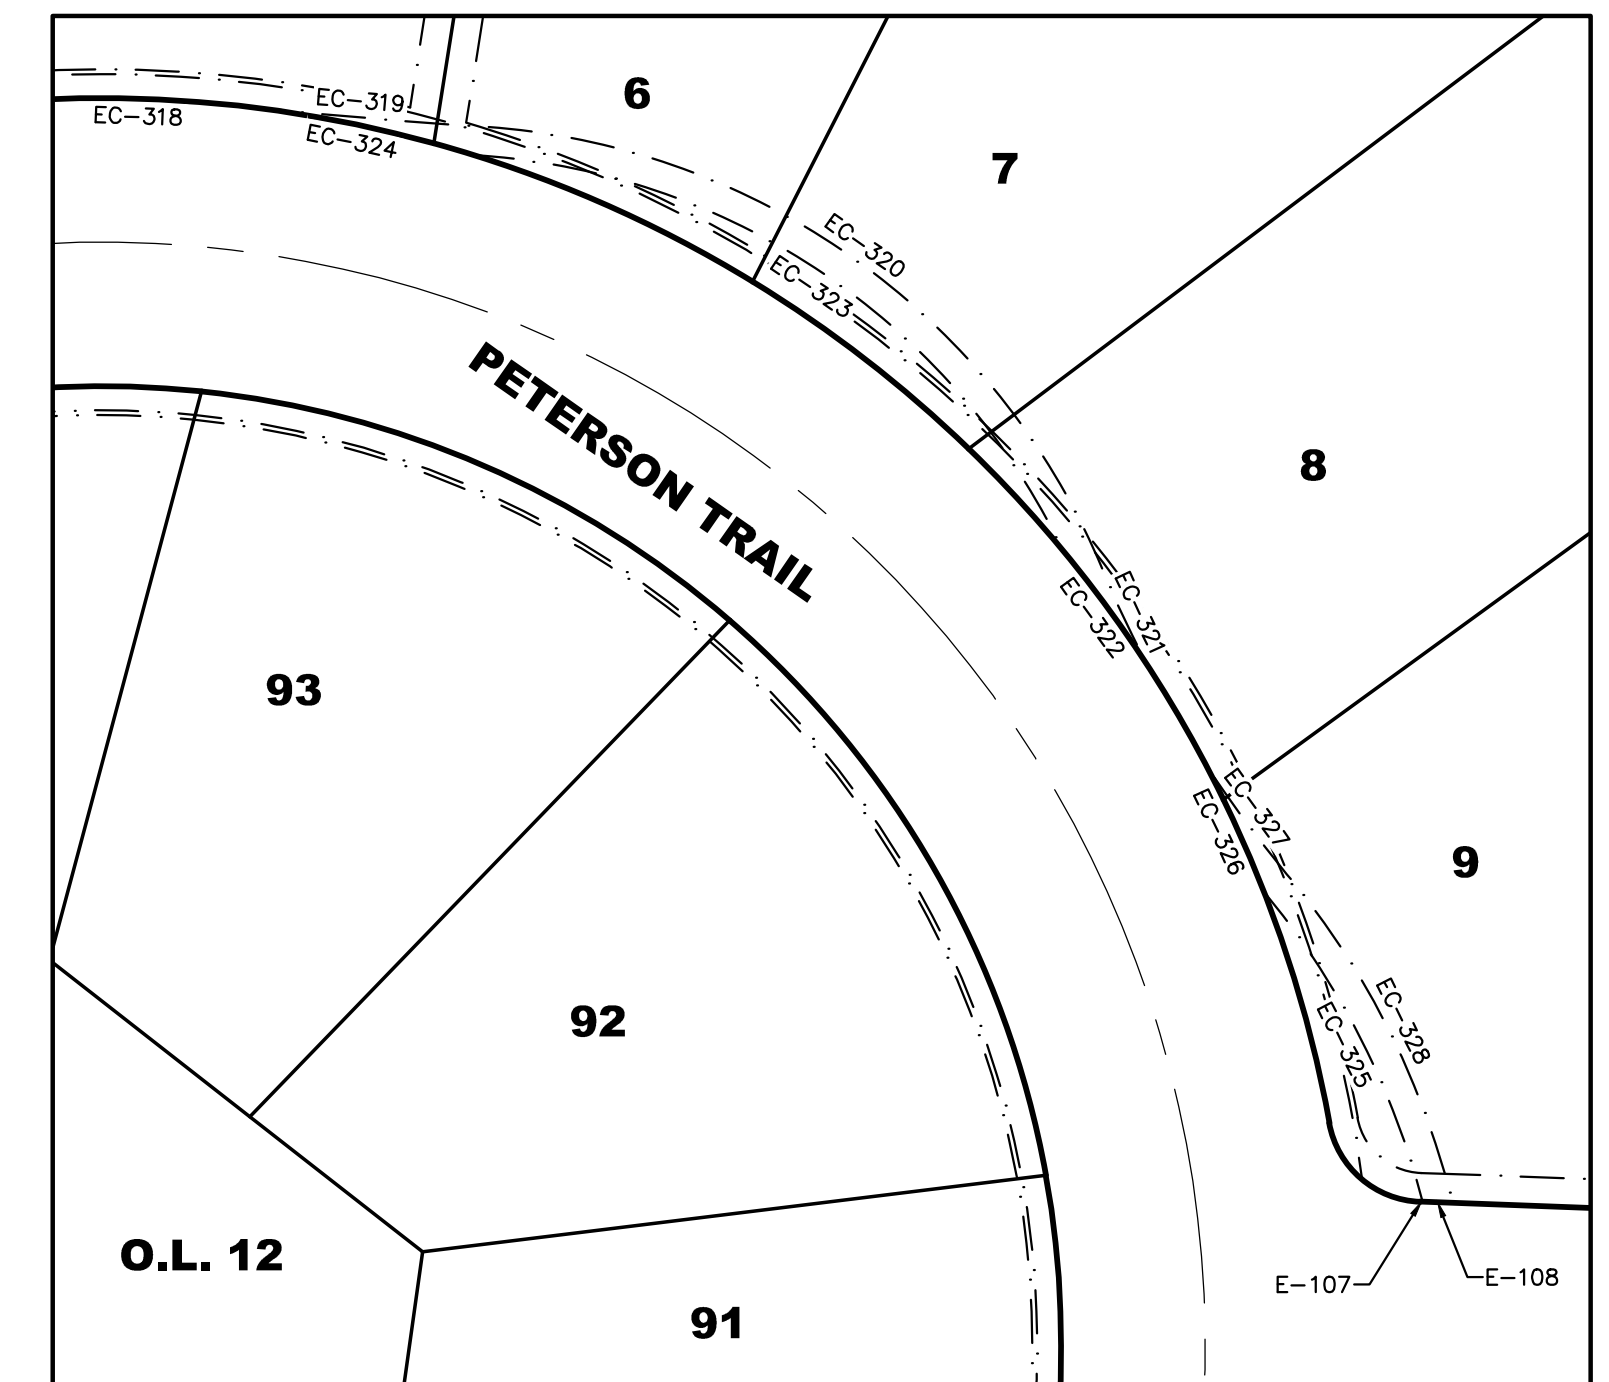 6
EC-319
EC-318
EC-324
7
EC-320
EC-323
PETERSON TRAIL
8
EC-321
EC-322
93
EC-327
EC-326
9
92
EC-328
EC-325
O.L. 12
E-107
E-108
91